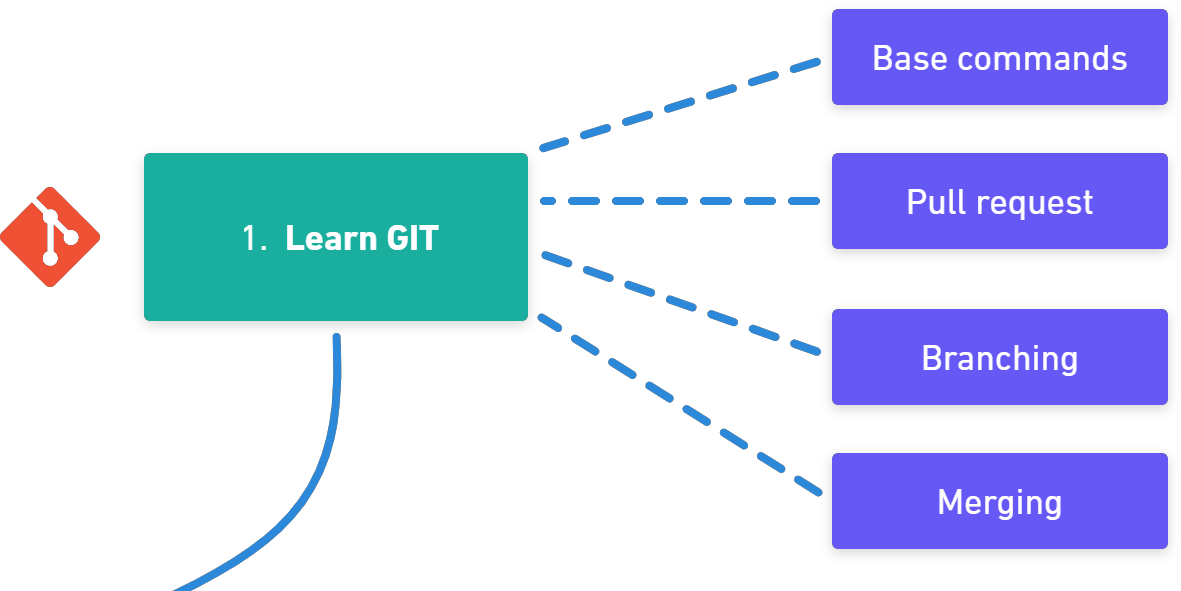 Base commands
1. Learn GIT
Pull request
Branching
Merging